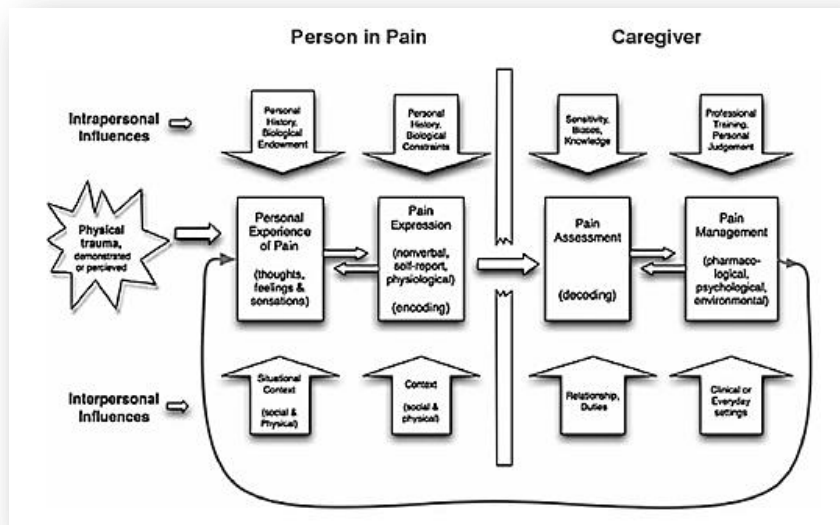 Person in Pain
Caregiver
Intrapersonal
Influences
Personal
History,
Biological
Endowment
Personal
History,
Biological
Constraints
Sensitivity,
Biases,
Knowledge
Professional
Training,
Personal
Judgement
Physical
trauma,
demonstrated
or percieved
Personal
Experience
of Pain
(thoughts,
feelings &
sensations)
Pain
Expression
(nonverbal,
self-report,
physiological)
(encoding)
Pain
Assessment
(decoding)
Pain
Management
(pharmaco-
logical,
psychological,
environmental)
Interpersonal
Influences
Situational
Context
(social &
Physical)
Context
(social &
physical)
Relationship,
Duties
Clinical or
Everyday
settings